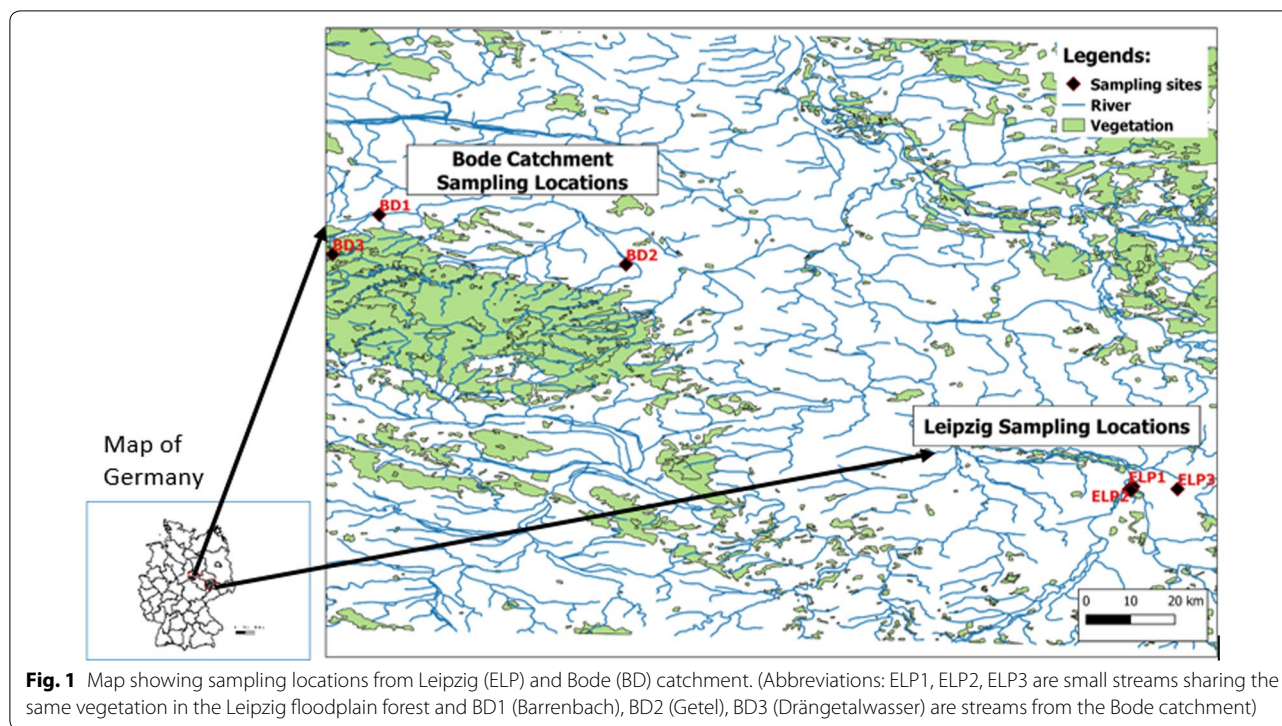 Legends:
Sampling sites
River
Vegetation
Bode Catchment
Sampling Locations
BD1
BD3
BD2
Leipzig Sampling Locations
ELP1
ELP2
ELP3
Map of
Germany
0 10 20 km
Fig. 1 Map showing sampling locations from Leipzig (ELP) and Bode (BD) catchment. (Abbreviations: ELP1, ELP2, ELP3 are small streams sharing the
same vegetation in the Leipzig floodplain forest and BD1 (Barrenbach), BD2 (Getel), BD3 (Drängetalwasser) are streams from the Bode catchment)